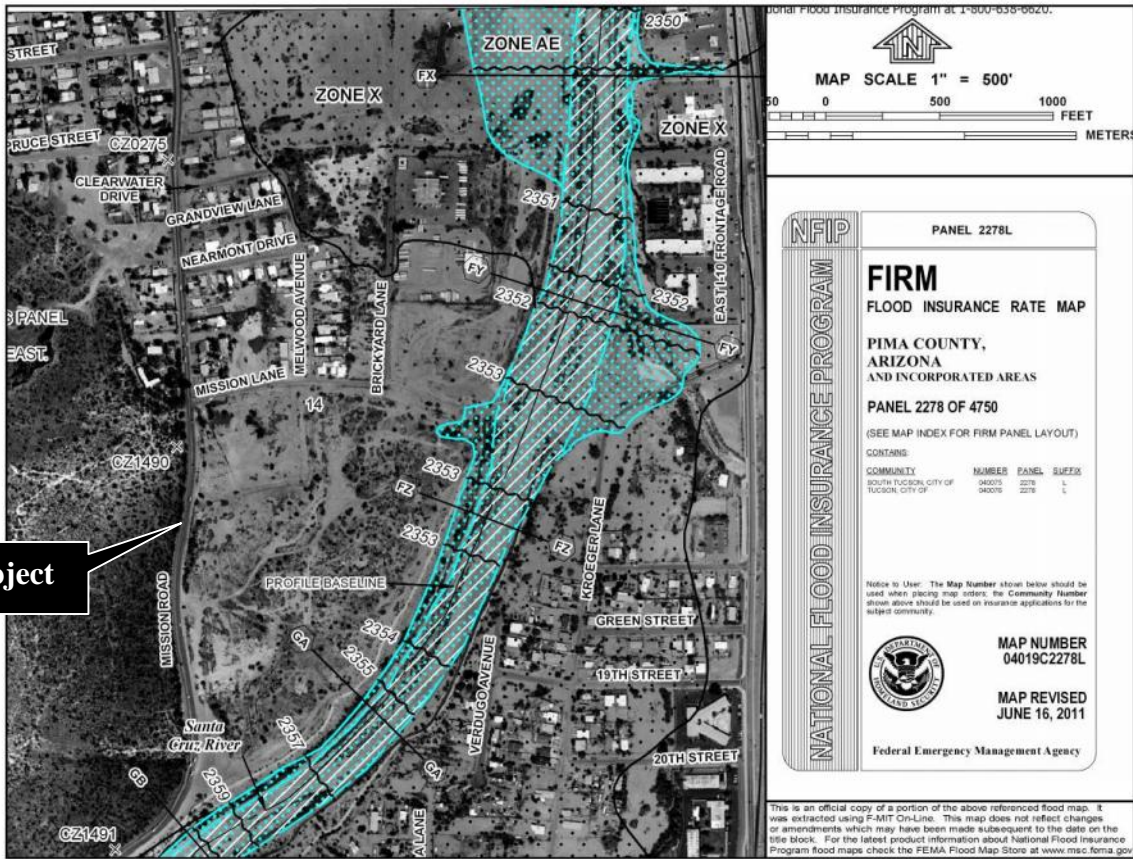 STREET
PRUCE STREET
CZ0275
CLEARWATER
DRIVE
GRANDVIEW LANE
NEARMONT DRIVE
MELWOOD AVENUE
S PANEL
EAST.
MISSION LANE
14
BRICKYARD LANE
CZ1490
oject
MISSION ROAD
PROFILE BASELINE
Santa
Cruz River
CZ1491
ZONE AE
ZONE X
FX
2350
ZONE X
EAST I-10 FRONTAGE ROAD
2351
FY
2352
2352
FY
2353
2353
FZ
2353
FZ
KROEGER LANE
GREEN STREET
2354
GA
2355
19TH STREET
VERDUGO AVENUE
2357
GA
20TH STREET
GB
2359
A LANE
ional Flood Insurance Program at 1-800-638-6620.
N
MAP SCALE 1" = 500'
50 0 500 1000
FEET
METERS
NFIP
NATIONAL FLOOD INSURANCE PROGRAM
PANEL 2278L
FIRM
FLOOD INSURANCE RATE MAP
PIMA COUNTY,
ARIZONA
AND INCORPORATED AREAS
PANEL 2278 OF 4750
(SEE MAP INDEX FOR FIRM PANEL LAYOUT)
CONTAINS:
COMMUNITY NUMBER PANEL SUFFIX
SOUTH TUCSON, CITY OF 040075 2278 L
TUCSON, CITY OF 040076 2278 L
Notice to User: The Map Number shown below should be
used when placing map orders; the Community Number
shown above should be used on insurance applications for the
subject community.
U.S. DEPARTMENT OF
HOMELAND SECURITY
MAP NUMBER
04019C2278L
MAP REVISED
JUNE 16, 2011
Federal Emergency Management Agency
This is an official copy of a portion of the above referenced flood map. It
was extracted using F-MIT On-Line. This map does not reflect changes
or amendments which may have been made subsequent to the date on the
title block. For the latest product information about National Flood Insurance
Program flood maps check the FEMA Flood Map Store at www.msc.fema.gov